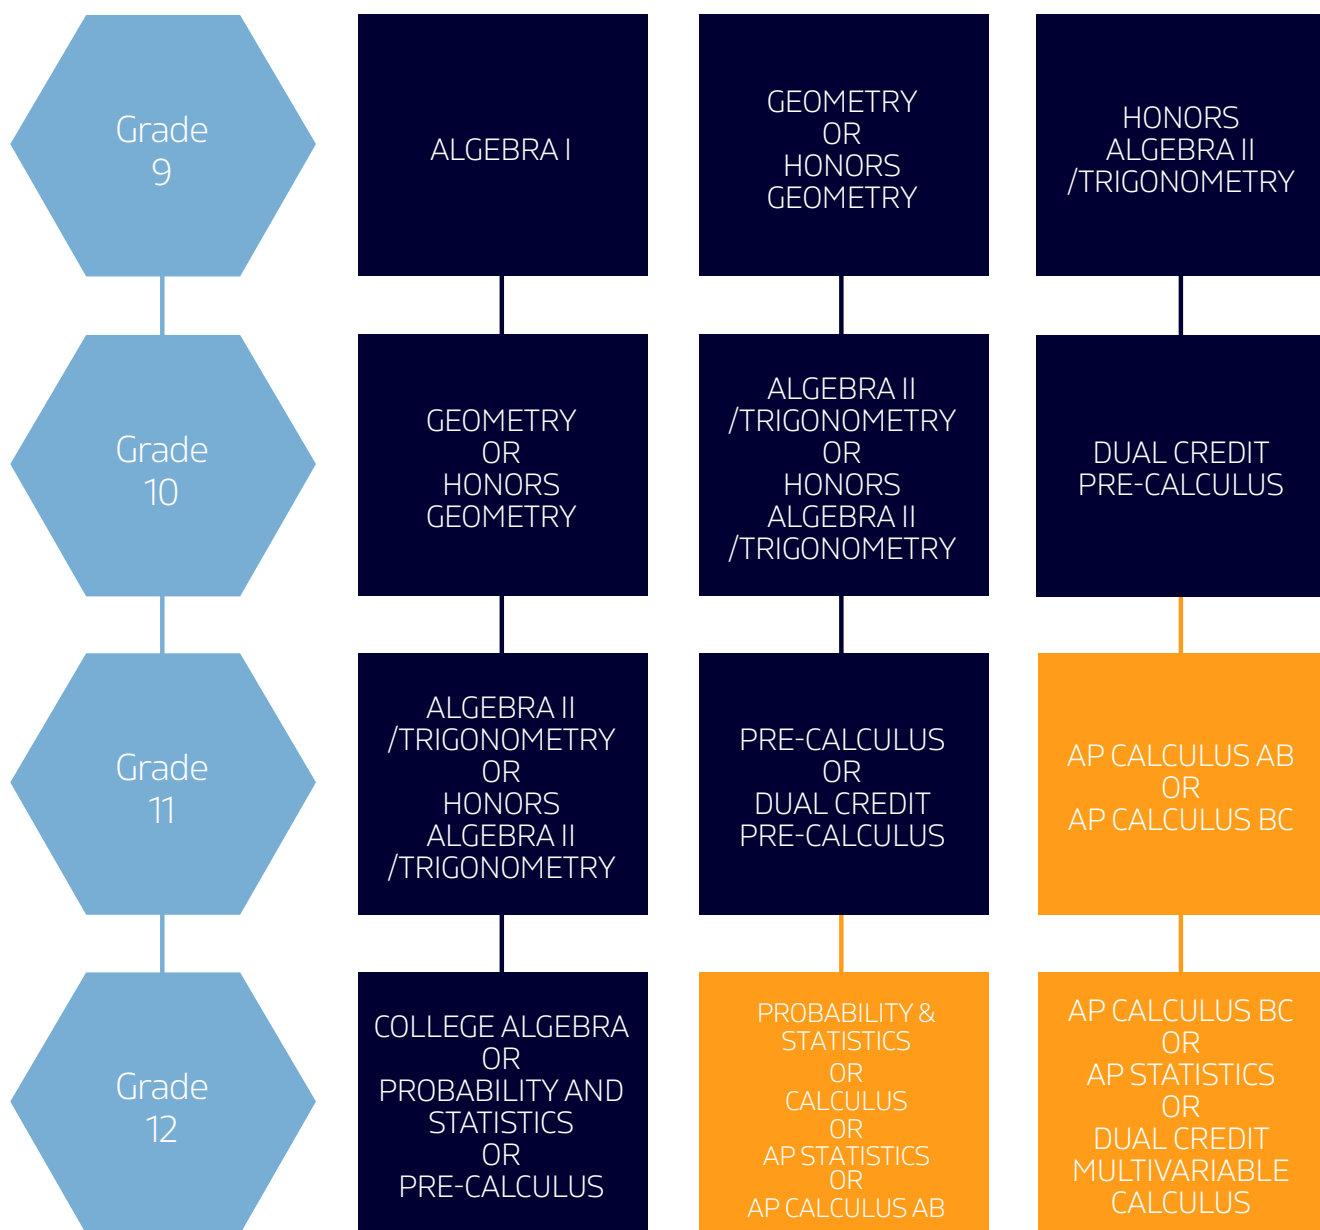 Grade
9
ALGEBRA I
GEOMETRY
OR
HONORS
GEOMETRY
HONORS
ALGEBRA II
/TRIGONOMETRY
Grade
10
GEOMETRY
OR
HONORS
GEOMETRY
ALGEBRA II
/TRIGONOMETRY
OR
HONORS
ALGEBRA II
/TRIGONOMETRY
DUAL CREDIT
PRE-CALCULUS
Grade
11
ALGEBRA II
/TRIGONOMETRY
OR
HONORS
ALGEBRA II
/TRIGONOMETRY
PRE-CALCULUS
OR
DUAL CREDIT
PRE-CALCULUS
AP CALCULUS AB
OR
AP CALCULUS BC
Grade
12
COLLEGE ALGEBRA
OR
PROBABILITY AND
STATISTICS
OR
PRE-CALCULUS
PROBABILITY &
STATISTICS
OR
CALCULUS
OR
AP STATISTICS
OR
AP CALCULUS AB
AP CALCULUS BC
OR
AP STATISTICS
OR
DUAL CREDIT
MULTIVARIABLE
CALCULUS